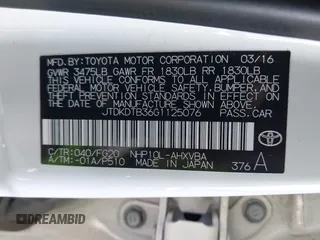 MFD. BY: TOYOTA MOTOR CORPORATION 03/16
GVWR 3475LB GAWR FR 1830LB RR 1830LB
THIS VEHICLE CONFORMS TO ALL APPLICABLE
FEDERAL MOTOR VEHICLE SAFETY, BUMPER, AND
THEFT PREVENTION STANDARDS IN EFFECT ON
THE DATE OF MANUFACTURE SHOWN ABOVE.
JTDKDTB36G1125076 PASS.CAR
C/TR:040/FG20 NHP10L-AHXVBA
A/TM:-01A/P510 MADE IN JAPAN
376 A
TOYOTA
DREAMBID